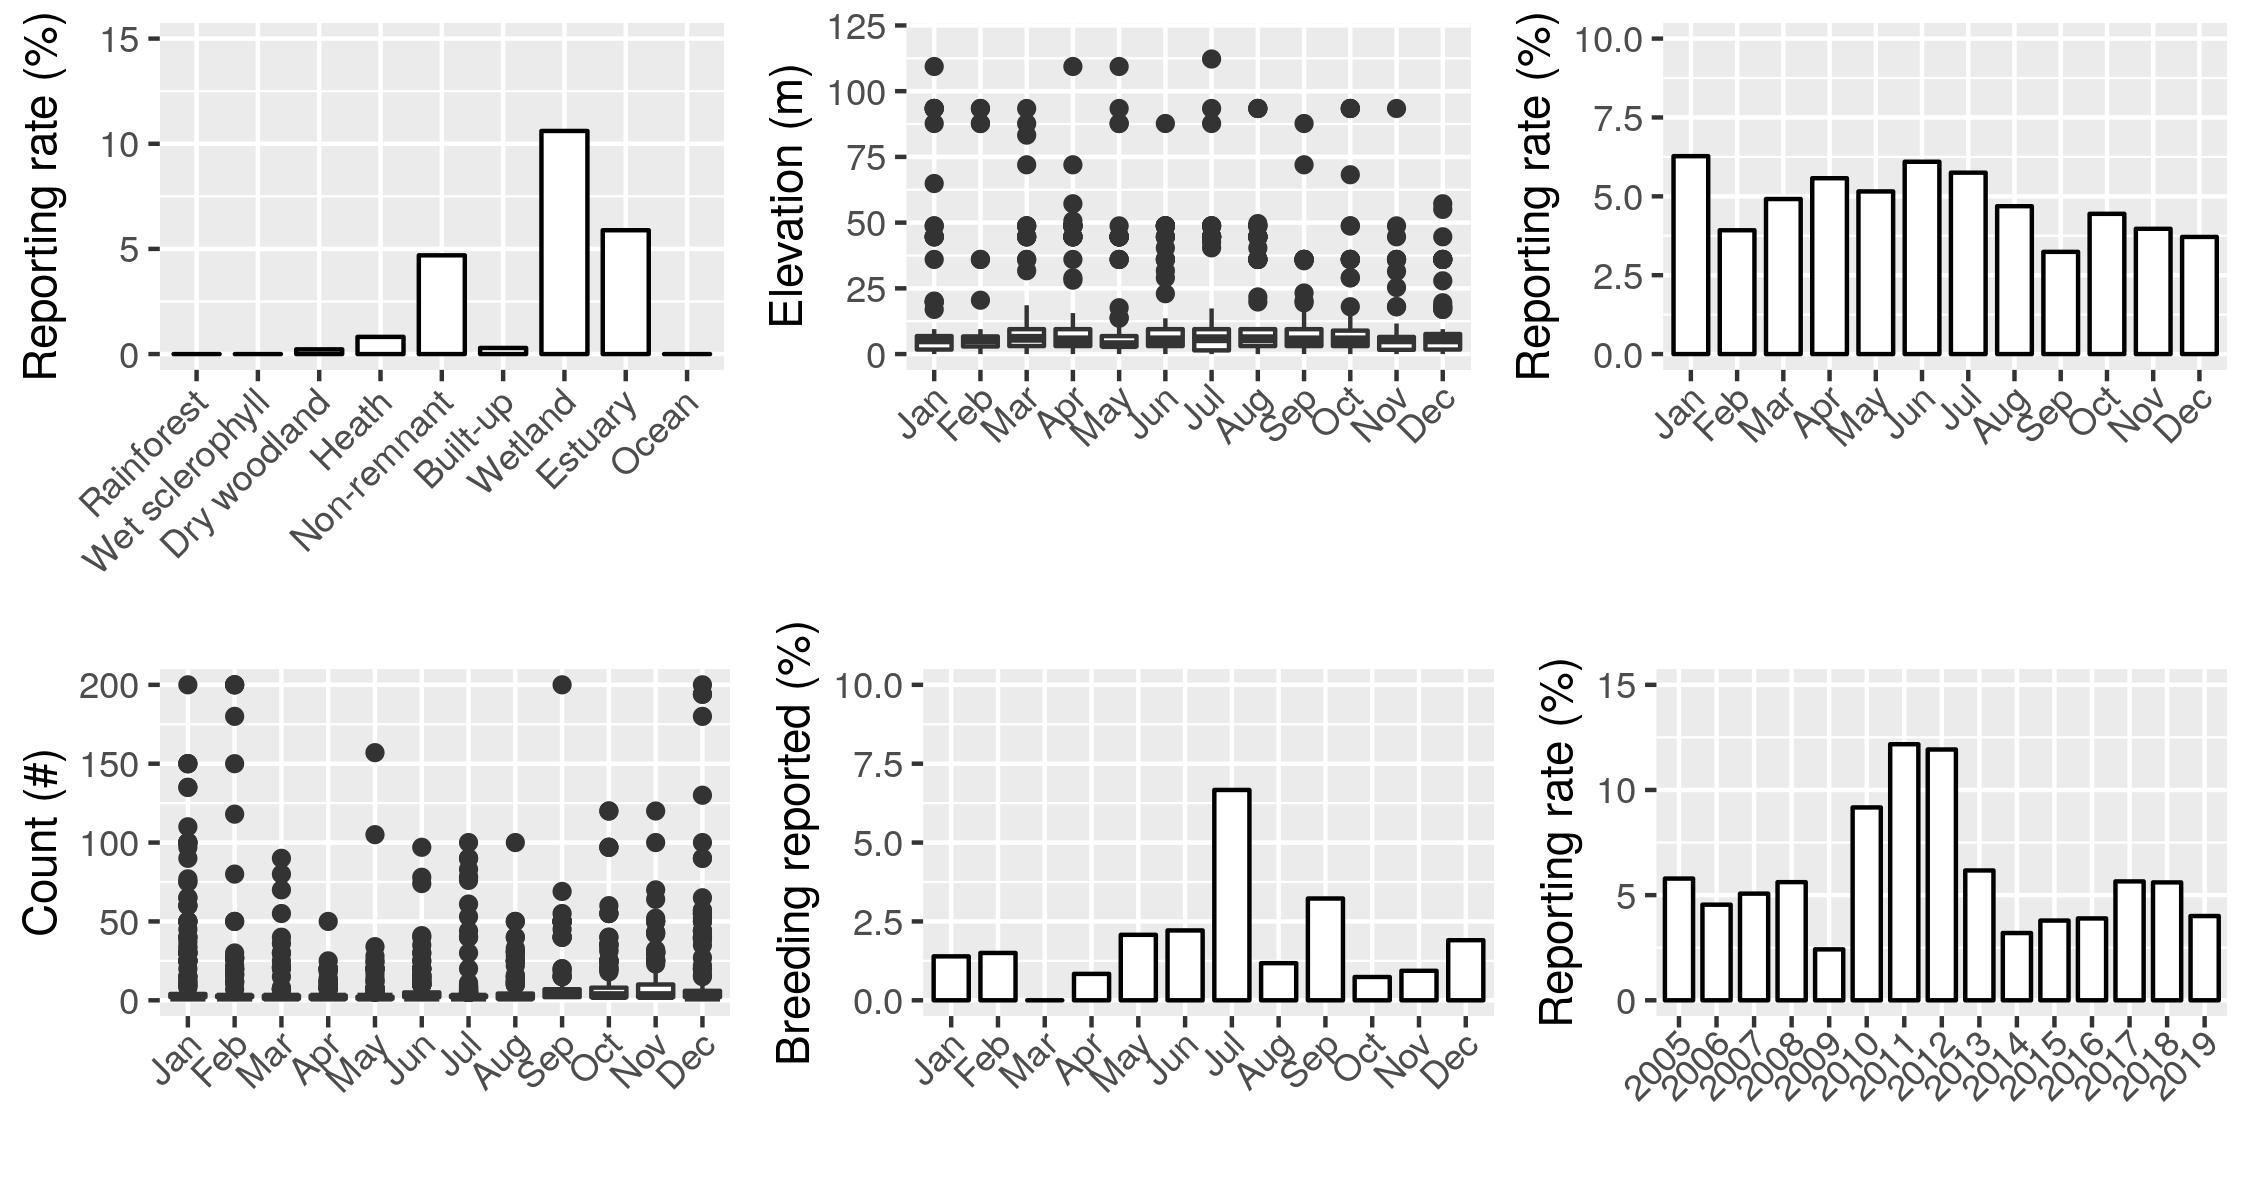 Reporting rate (%)
15
10
5
0
Rainforest
Wet sclerophyll
Dry woodland
Heath
Non-remnant
Built-up
Wetland
Estuary
Ocean
Elevation (m)
125
100
75
50
25
0
Jan
Feb
Mar
Apr
May
Jun
Jul
Aug
Sep
Oct
Nov
Dec
Reporting rate (%)
10.0
7.5
5.0
2.5
0.0
Jan
Feb
Mar
Apr
May
Jun
Jul
Aug
Sep
Oct
Nov
Dec
Count (#)
200
150
100
50
0
Jan
Feb
Mar
Apr
May
Jun
Jul
Aug
Sep
Oct
Nov
Dec
Breeding reported (%)
10.0
7.5
5.0
2.5
0.0
Jan
Feb
Mar
Apr
May
Jun
Jul
Aug
Sep
Oct
Nov
Dec
Reporting rate (%)
15
10
5
0
2005
2006
2007
2008
2009
2010
2011
2012
2013
2014
2015
2016
2017
2018
2019